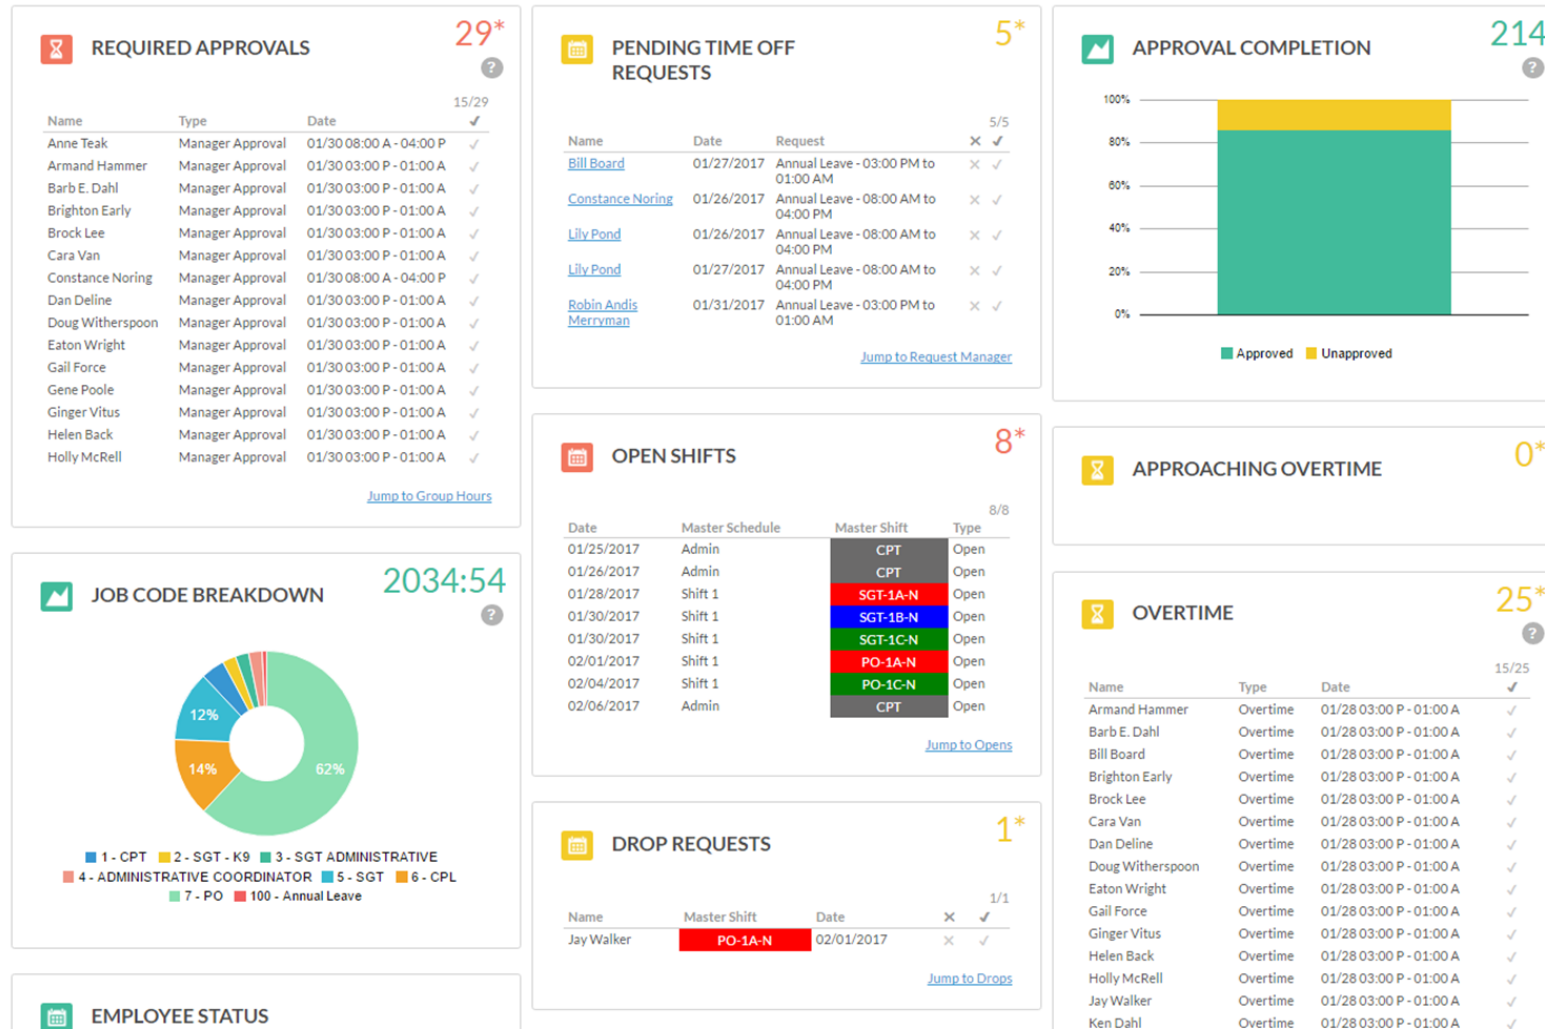 REQUIRED APPROVALS
29*
?
15/29
Name Type Date ✓
Anne Teak Manager Approval 01/30 08:00 A - 04:00 P ✓
Armand Hammer Manager Approval 01/30 03:00 P - 01:00 A ✓
Barb E. Dahl Manager Approval 01/30 03:00 P - 01:00 A ✓
Brighton Early Manager Approval 01/30 03:00 P - 01:00 A ✓
Brock Lee Manager Approval 01/30 03:00 P - 01:00 A ✓
Cara Van Manager Approval 01/30 03:00 P - 01:00 A ✓
Constance Noring Manager Approval 01/30 08:00 A - 04:00 P ✓
Dan Deline Manager Approval 01/30 03:00 P - 01:00 A ✓
Doug Witherspoon Manager Approval 01/30 03:00 P - 01:00 A ✓
Eaton Wright Manager Approval 01/30 03:00 P - 01:00 A ✓
Gail Force Manager Approval 01/30 03:00 P - 01:00 A ✓
Gene Poole Manager Approval 01/30 03:00 P - 01:00 A ✓
Ginger Vitus Manager Approval 01/30 03:00 P - 01:00 A ✓
Helen Back Manager Approval 01/30 03:00 P - 01:00 A ✓
Holly McRell Manager Approval 01/30 03:00 P - 01:00 A ✓
Jump to Group Hours
JOB CODE BREAKDOWN
2034:54
?
12%
14%
62%
1 - CPT 2 - SGT - K9 3 - SGT ADMINISTRATIVE
4 - ADMINISTRATIVE COORDINATOR 5 - SGT 6 - CPL
7 - PO 100 - Annual Leave
EMPLOYEE STATUS
PENDING TIME OFF
REQUESTS
5*
5/5
Name Date Request ✕ ✓
Bill Board 01/27/2017 Annual Leave - 03:00 PM to
01:00 AM ✕ ✓
Constance Noring 01/26/2017 Annual Leave - 08:00 AM to
04:00 PM ✕ ✓
Lily Pond 01/26/2017 Annual Leave - 08:00 AM to
04:00 PM ✕ ✓
Lily Pond 01/27/2017 Annual Leave - 08:00 AM to
04:00 PM ✕ ✓
Robin Andis 01/31/2017 Annual Leave - 03:00 PM to
Merryman 01:00 AM ✕ ✓
Jump to Request Manager
OPEN SHIFTS
8*
8/8
Date Master Schedule Master Shift Type
01/25/2017 Admin CPT Open
01/26/2017 Admin CPT Open
01/28/2017 Shift 1 SGT-1A-N Open
01/30/2017 Shift 1 SGT-1B-N Open
01/30/2017 Shift 1 SGT-1C-N Open
02/01/2017 Shift 1 PO-1A-N Open
02/04/2017 Shift 1 PO-1C-N Open
02/06/2017 Admin CPT Open
Jump to Opens
DROP REQUESTS
1*
1/1
Name Master Shift Date ✕ ✓
Jay Walker PO-1A-N 02/01/2017 ✕ ✓
Jump to Drops
APPROVAL COMPLETION
214
?
100%
80%
60%
40%
20%
0%
Approved Unapproved
APPROACHING OVERTIME
0*
OVERTIME
25*
?
15/25
Name Type Date ✓
Armand Hammer Overtime 01/28 03:00 P - 01:00 A ✓
Barb E. Dahl Overtime 01/28 03:00 P - 01:00 A ✓
Bill Board Overtime 01/28 03:00 P - 01:00 A ✓
Brighton Early Overtime 01/28 03:00 P - 01:00 A ✓
Brock Lee Overtime 01/28 03:00 P - 01:00 A ✓
Cara Van Overtime 01/28 03:00 P - 01:00 A ✓
Dan Deline Overtime 01/28 03:00 P - 01:00 A ✓
Doug Witherspoon Overtime 01/28 03:00 P - 01:00 A ✓
Eaton Wright Overtime 01/28 03:00 P - 01:00 A ✓
Gail Force Overtime 01/28 03:00 P - 01:00 A ✓
Ginger Vitus Overtime 01/28 03:00 P - 01:00 A ✓
Helen Back Overtime 01/28 03:00 P - 01:00 A ✓
Holly McRell Overtime 01/28 03:00 P - 01:00 A ✓
Jay Walker Overtime 01/28 03:00 P - 01:00 A ✓
Ken Dahl Overtime 01/28 03:00 P - 01:00 A ✓